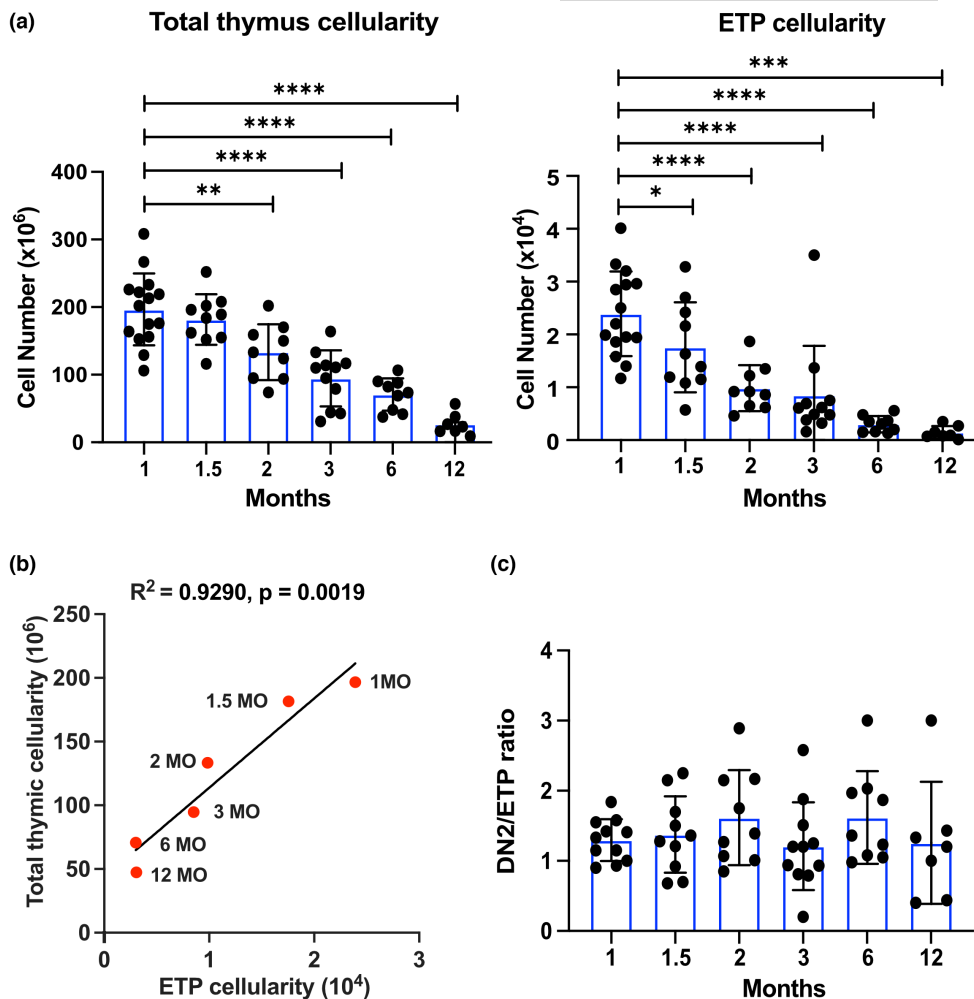 (a)
Total thymus cellularity
****
****
****
**
Cell Number (x10⁶)
400
300
200
100
0
1 1.5 2 3 6 12
Months
ETP cellularity
***
****
****
****
*
Cell Number (x10⁴)
5
4
3
2
1
0
1 1.5 2 3 6 12
Months
(b)
R² = 0.9290, p = 0.0019
Total thymic cellularity (10⁶)
250
200
150
100
50
0
1MO
1.5 MO
2 MO
3 MO
6 MO
12 MO
0 1 2 3
ETP cellularity (10⁴)
(c)
DN2/ETP ratio
4
3
2
1
0
1 1.5 2 3 6 12
Months